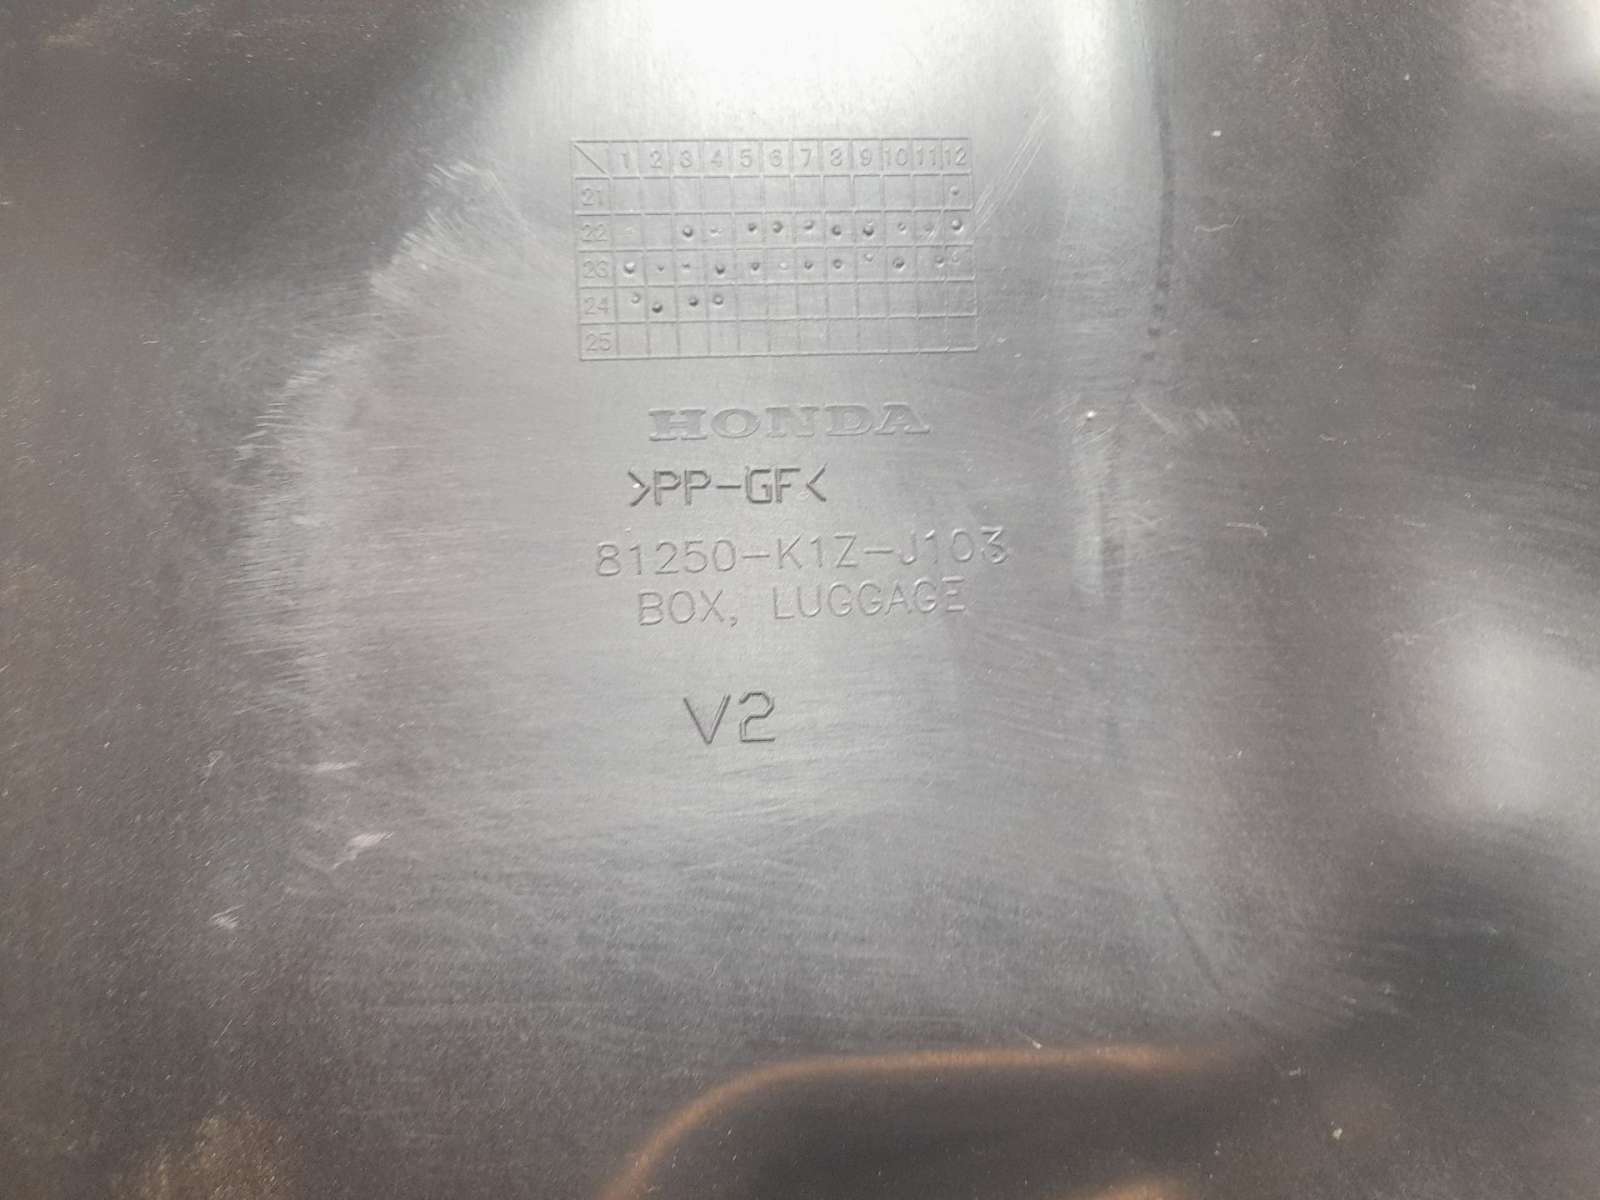 1 2 3 4 5 6 7 8 9 10 11 12
21
22
23
24
25
HONDA
>PP-GF<
81250-K1Z-J103
BOX, LUGGAGE
V2